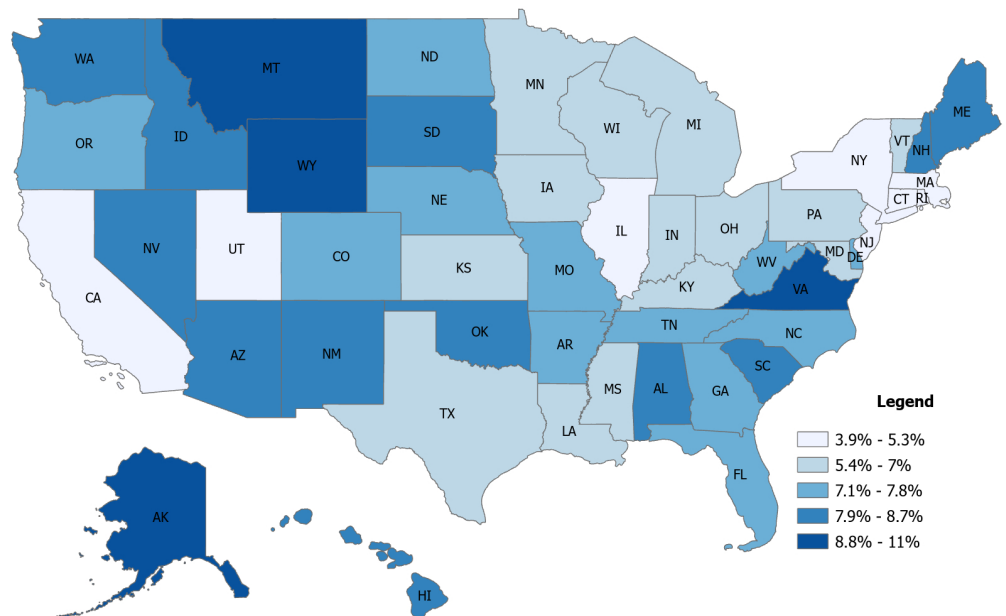 WA
MT
ND
MN
ME
VT
NH
OR
ID
SD
WI
MI
NY
MA
WY
CT
RI
IA
NE
PA
NJ
NV
UT
CO
IL
IN
OH
MD
DE
CA
KS
MO
WV
KY
VA
AZ
NM
OK
AR
TN
NC
MS
AL
GA
SC
TX
LA
FL
AK
HI
Legend
3.9% - 5.3%
5.4% - 7%
7.1% - 7.8%
7.9% - 8.7%
8.8% - 11%